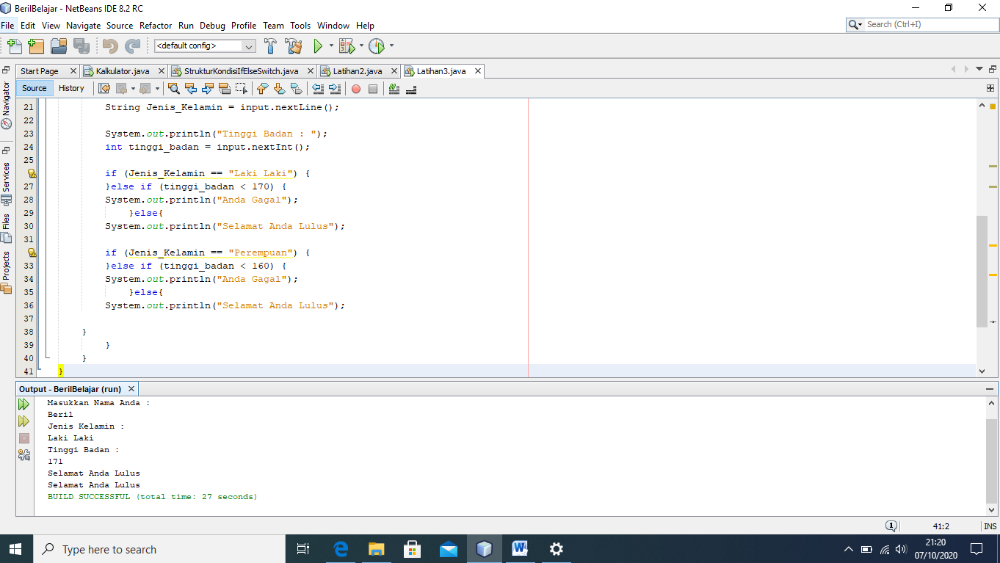 BerilBelajar - NetBeans IDE 8.2 RC
File Edit View Navigate Source Refactor Run Debug Profile Team Tools Window Help
Search (Ctrl+I)
<default config>
Start Page Kalkulator.java StrukturKondisiIfElseSwitch.java Latihan2.java Latihan3.java
Source History
Navigator
Services
Files
Projects
21 String Jenis_Kelamin = input.nextLine();
22
23 System.out.println("Tinggi Badan : ");
24 int tinggi_badan = input.nextInt();
25
if (Jenis_Kelamin == "Laki Laki") {
27 }else if (tinggi_badan < 170) {
28 System.out.println("Anda Gagal");
29 }else{
30 System.out.println("Selamat Anda Lulus");
31
if (Jenis_Kelamin == "Perempuan") {
33 }else if (tinggi_badan < 160) {
34 System.out.println("Anda Gagal");
35 }else{
36 System.out.println("Selamat Anda Lulus");
37
38 }
39 }
40 }
41 }
Output - BerilBelajar (run)
Masukkan Nama Anda :
Beril
Jenis Kelamin :
Laki Laki
Tinggi Badan :
171
Selamat Anda Lulus
Selamat Anda Lulus
BUILD SUCCESSFUL (total time: 27 seconds)
1 41:2 INS
Type here to search
21:20
07/10/2020